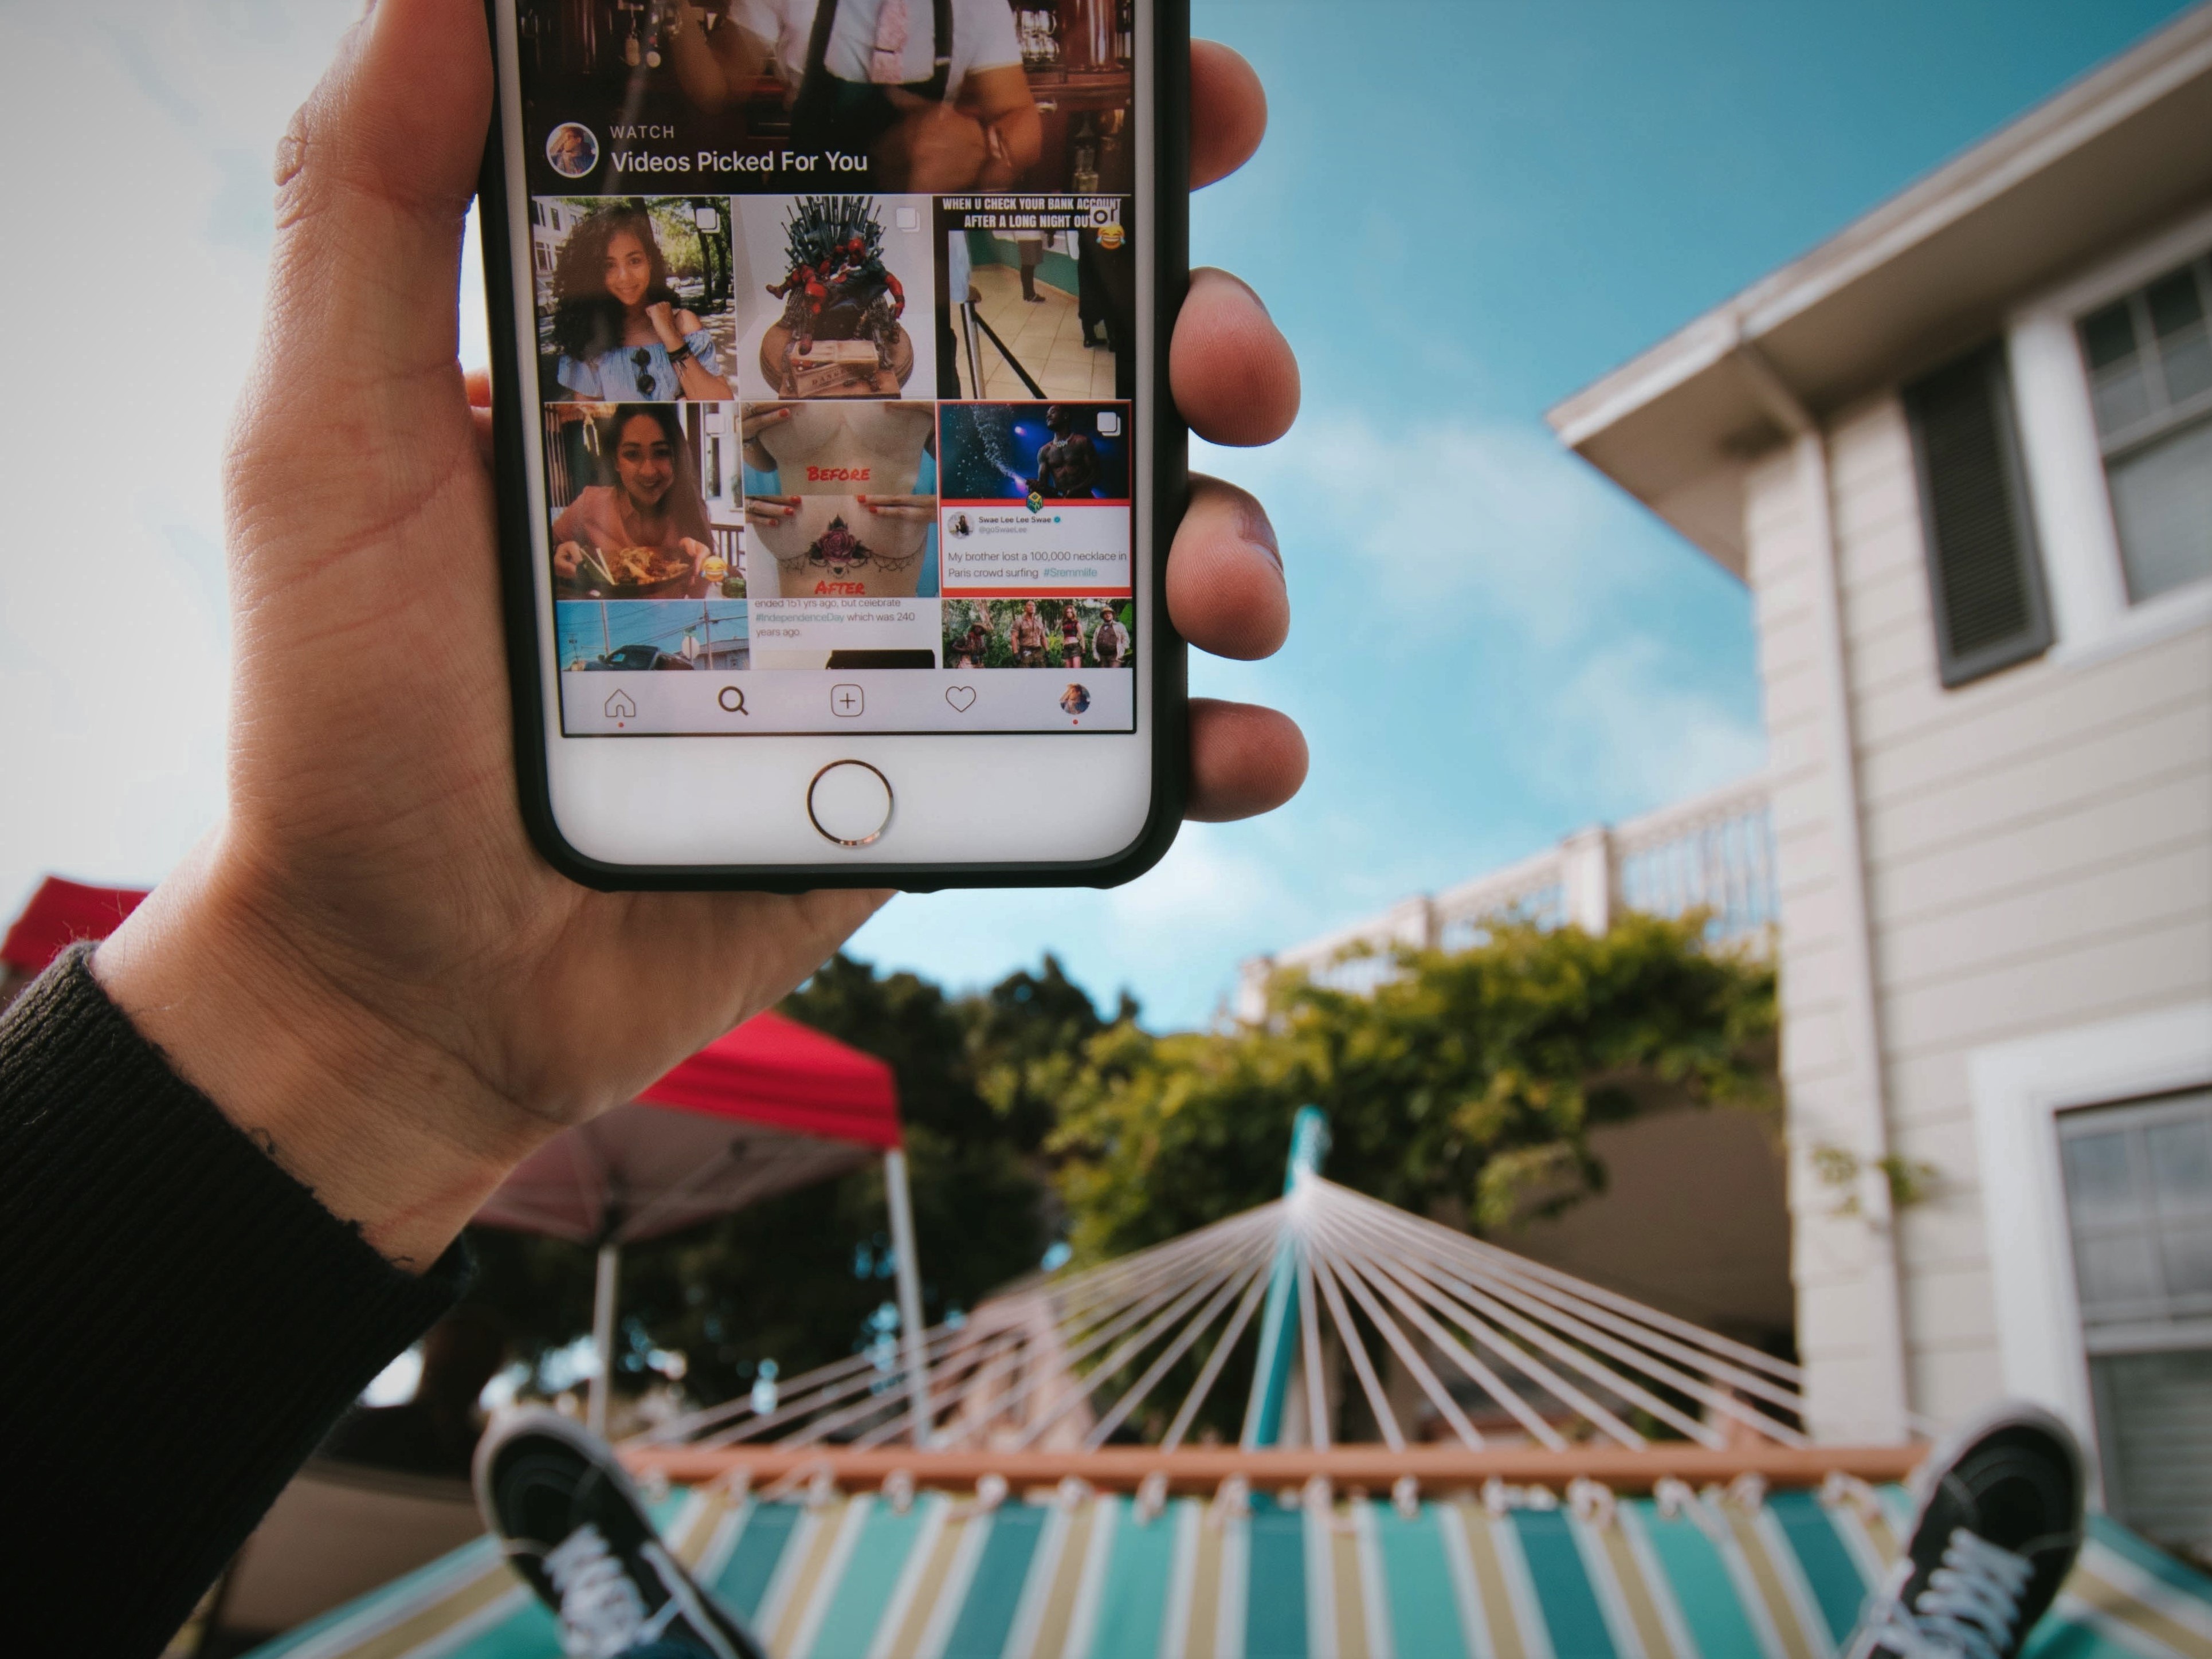 WATCH
Videos Picked For You
WHEN U CHECK YOUR BANK ACCOUNT
AFTER A LONG NIGHT OUT
or
BEFORE
AFTER
Swae Lee Lee Swae
@goSwaeLee
My brother lost a 100,000 necklace in
Paris crowd surfing #Sremmlife
ended 151 yrs ago, but celebrate
#IndependenceDay which was 240
years ago.